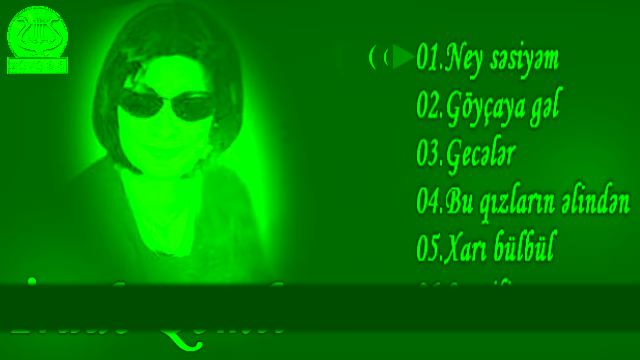 01.Ney səsiyəm
02.Göyçaya gəl
03.Gecələr
04.Bu qızların əlindən
05.Xarı bülbül